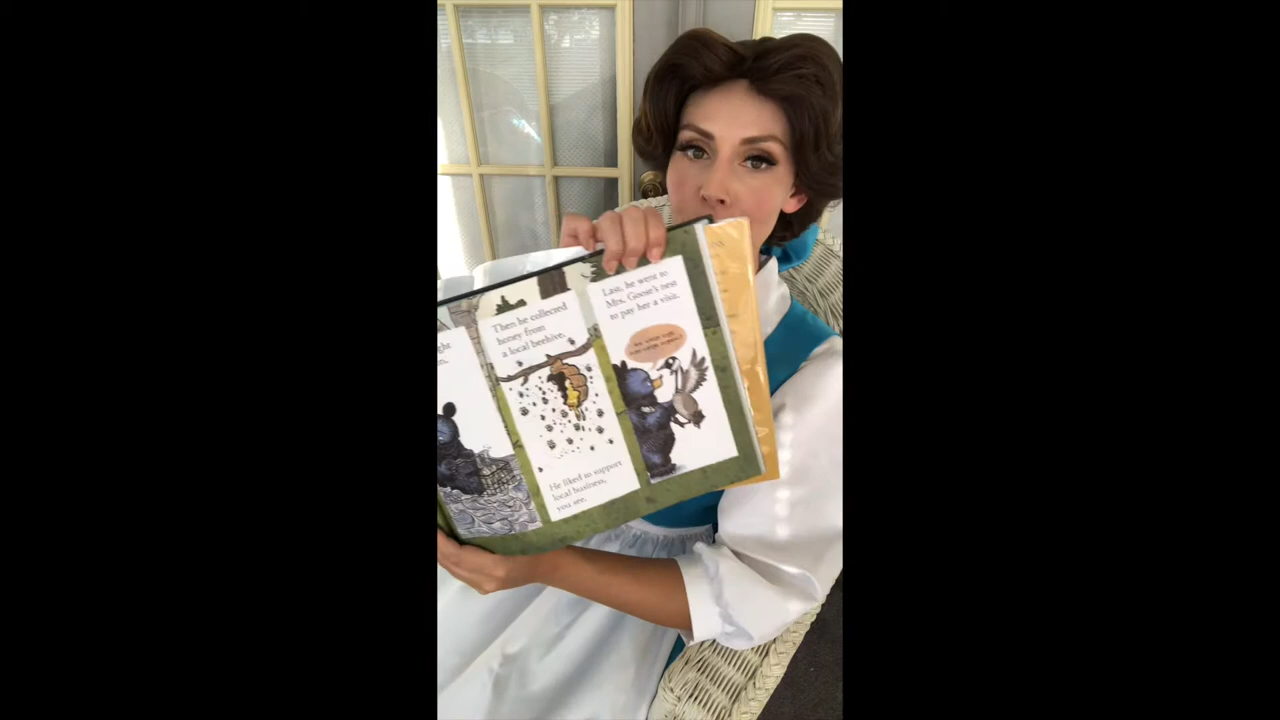 ght
n.
Then he collected
honey from
a local beehive.
He liked to support
local business,
you see.
Last, he went to
Mrs. Goose's nest
to pay her a visit.